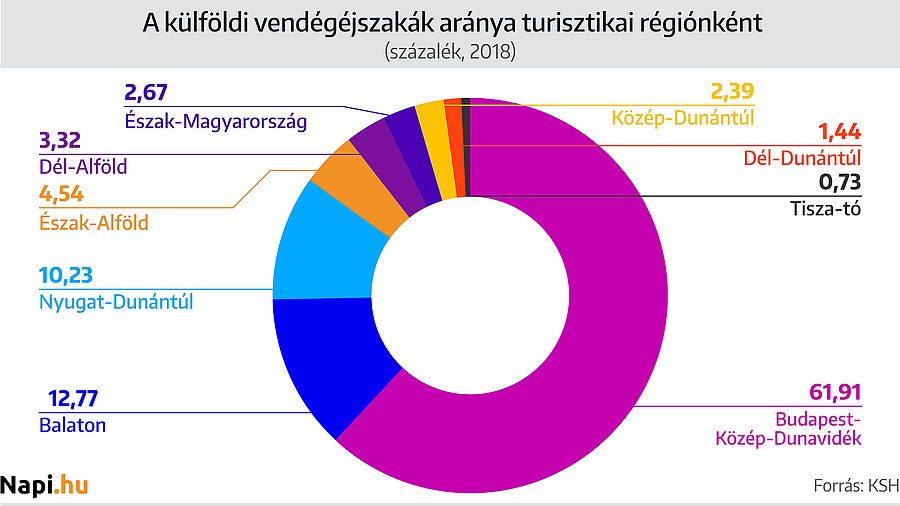 A külföldi vendégéjszakák aránya turisztikai régiónként
(százalék, 2018)
2,67
Észak-Magyarország
3,32
Dél-Alföld
4,54
Észak-Alföld
10,23
Nyugat-Dunántúl
12,77
Balaton
2,39
Közép-Dunántúl
1,44
Dél-Dunántúl
0,73
Tisza-tó
61,91
Budapest-
Közép-Dunavidék
Napi.hu
Forrás: KSH